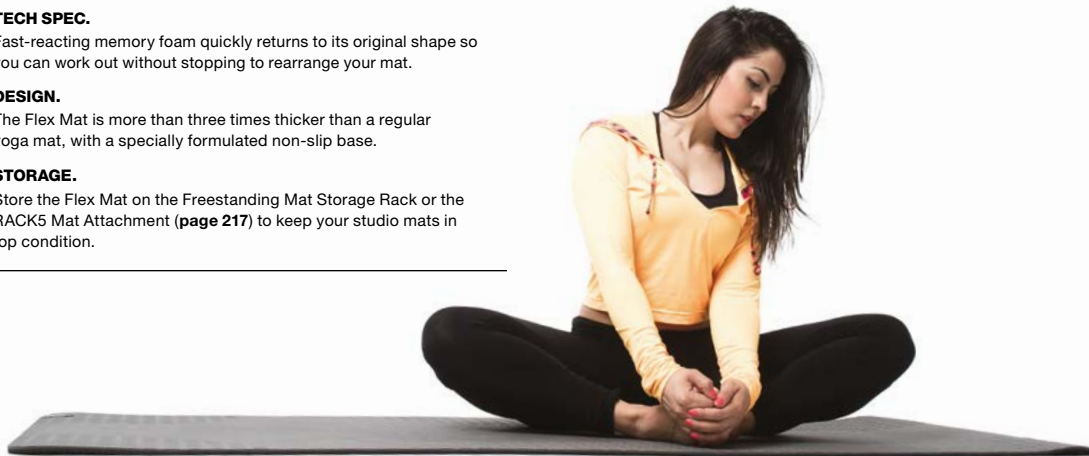 TECH SPEC.
Fast-reacting memory foam quickly returns to its original shape so
you can work out without stopping to rearrange your mat.
DESIGN.
The Flex Mat is more than three times thicker than a regular
yoga mat, with a specially formulated non-slip base.
STORAGE.
Store the Flex Mat on the Freestanding Mat Storage Rack or the
RACK5 Mat Attachment (page 217) to keep your studio mats in
top condition.